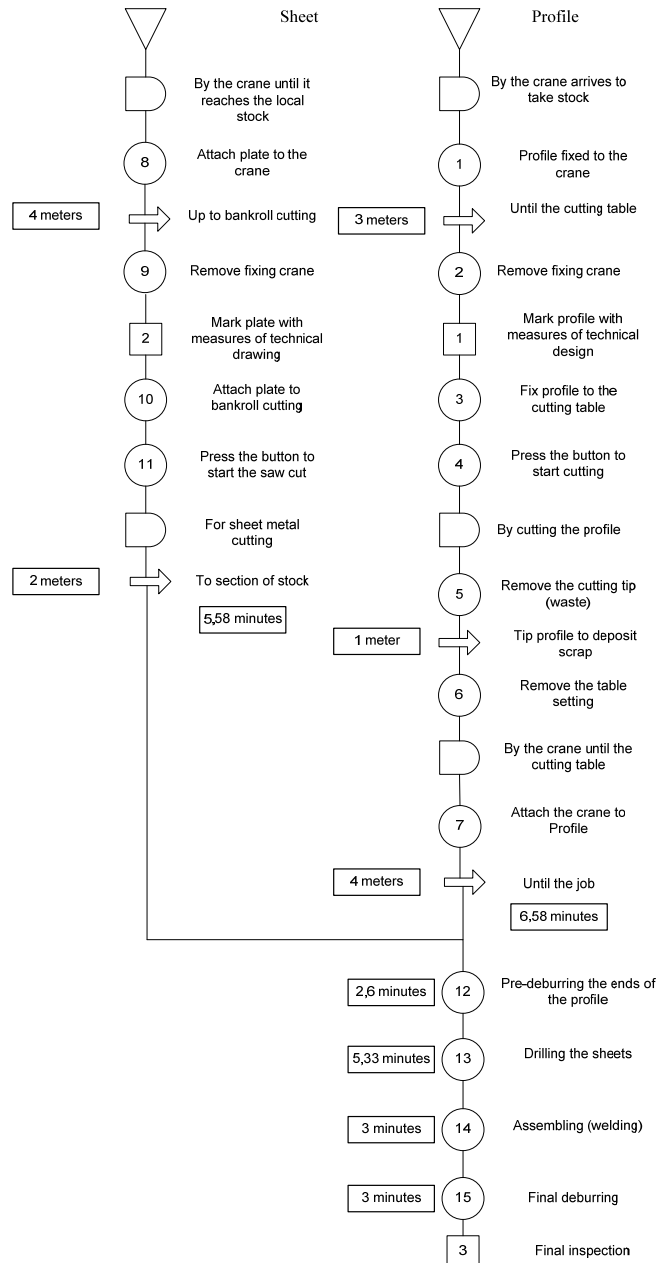 Sheet
Profile
By the crane until it
reaches the local
stock
8
Attach plate to the
crane
4 meters
Up to bankroll cutting
9
Remove fixing crane
2
Mark plate with
measures of technical
drawing
10
Attach plate to
bankroll cutting
11
Press the button to
start the saw cut
For sheet metal
cutting
2 meters
To section of stock
5,58 minutes
By the crane arrives to
take stock
1
Profile fixed to the
crane
3 meters
Until the cutting table
2
Remove fixing crane
1
Mark profile with
measures of technical
design
3
Fix profile to the
cutting table
4
Press the button to
start cutting
By cutting the profile
5
Remove the cutting tip
(waste)
1 meter
Tip profile to deposit
scrap
6
Remove the table
setting
By the crane until the
cutting table
7
Attach the crane to
Profile
4 meters
Until the job
6,58 minutes
2,6 minutes
12
Pre-deburring the ends of
the profile
5,33 minutes
13
Drilling the sheets
3 minutes
14
Assembling (welding)
3 minutes
15
Final deburring
3
Final inspection